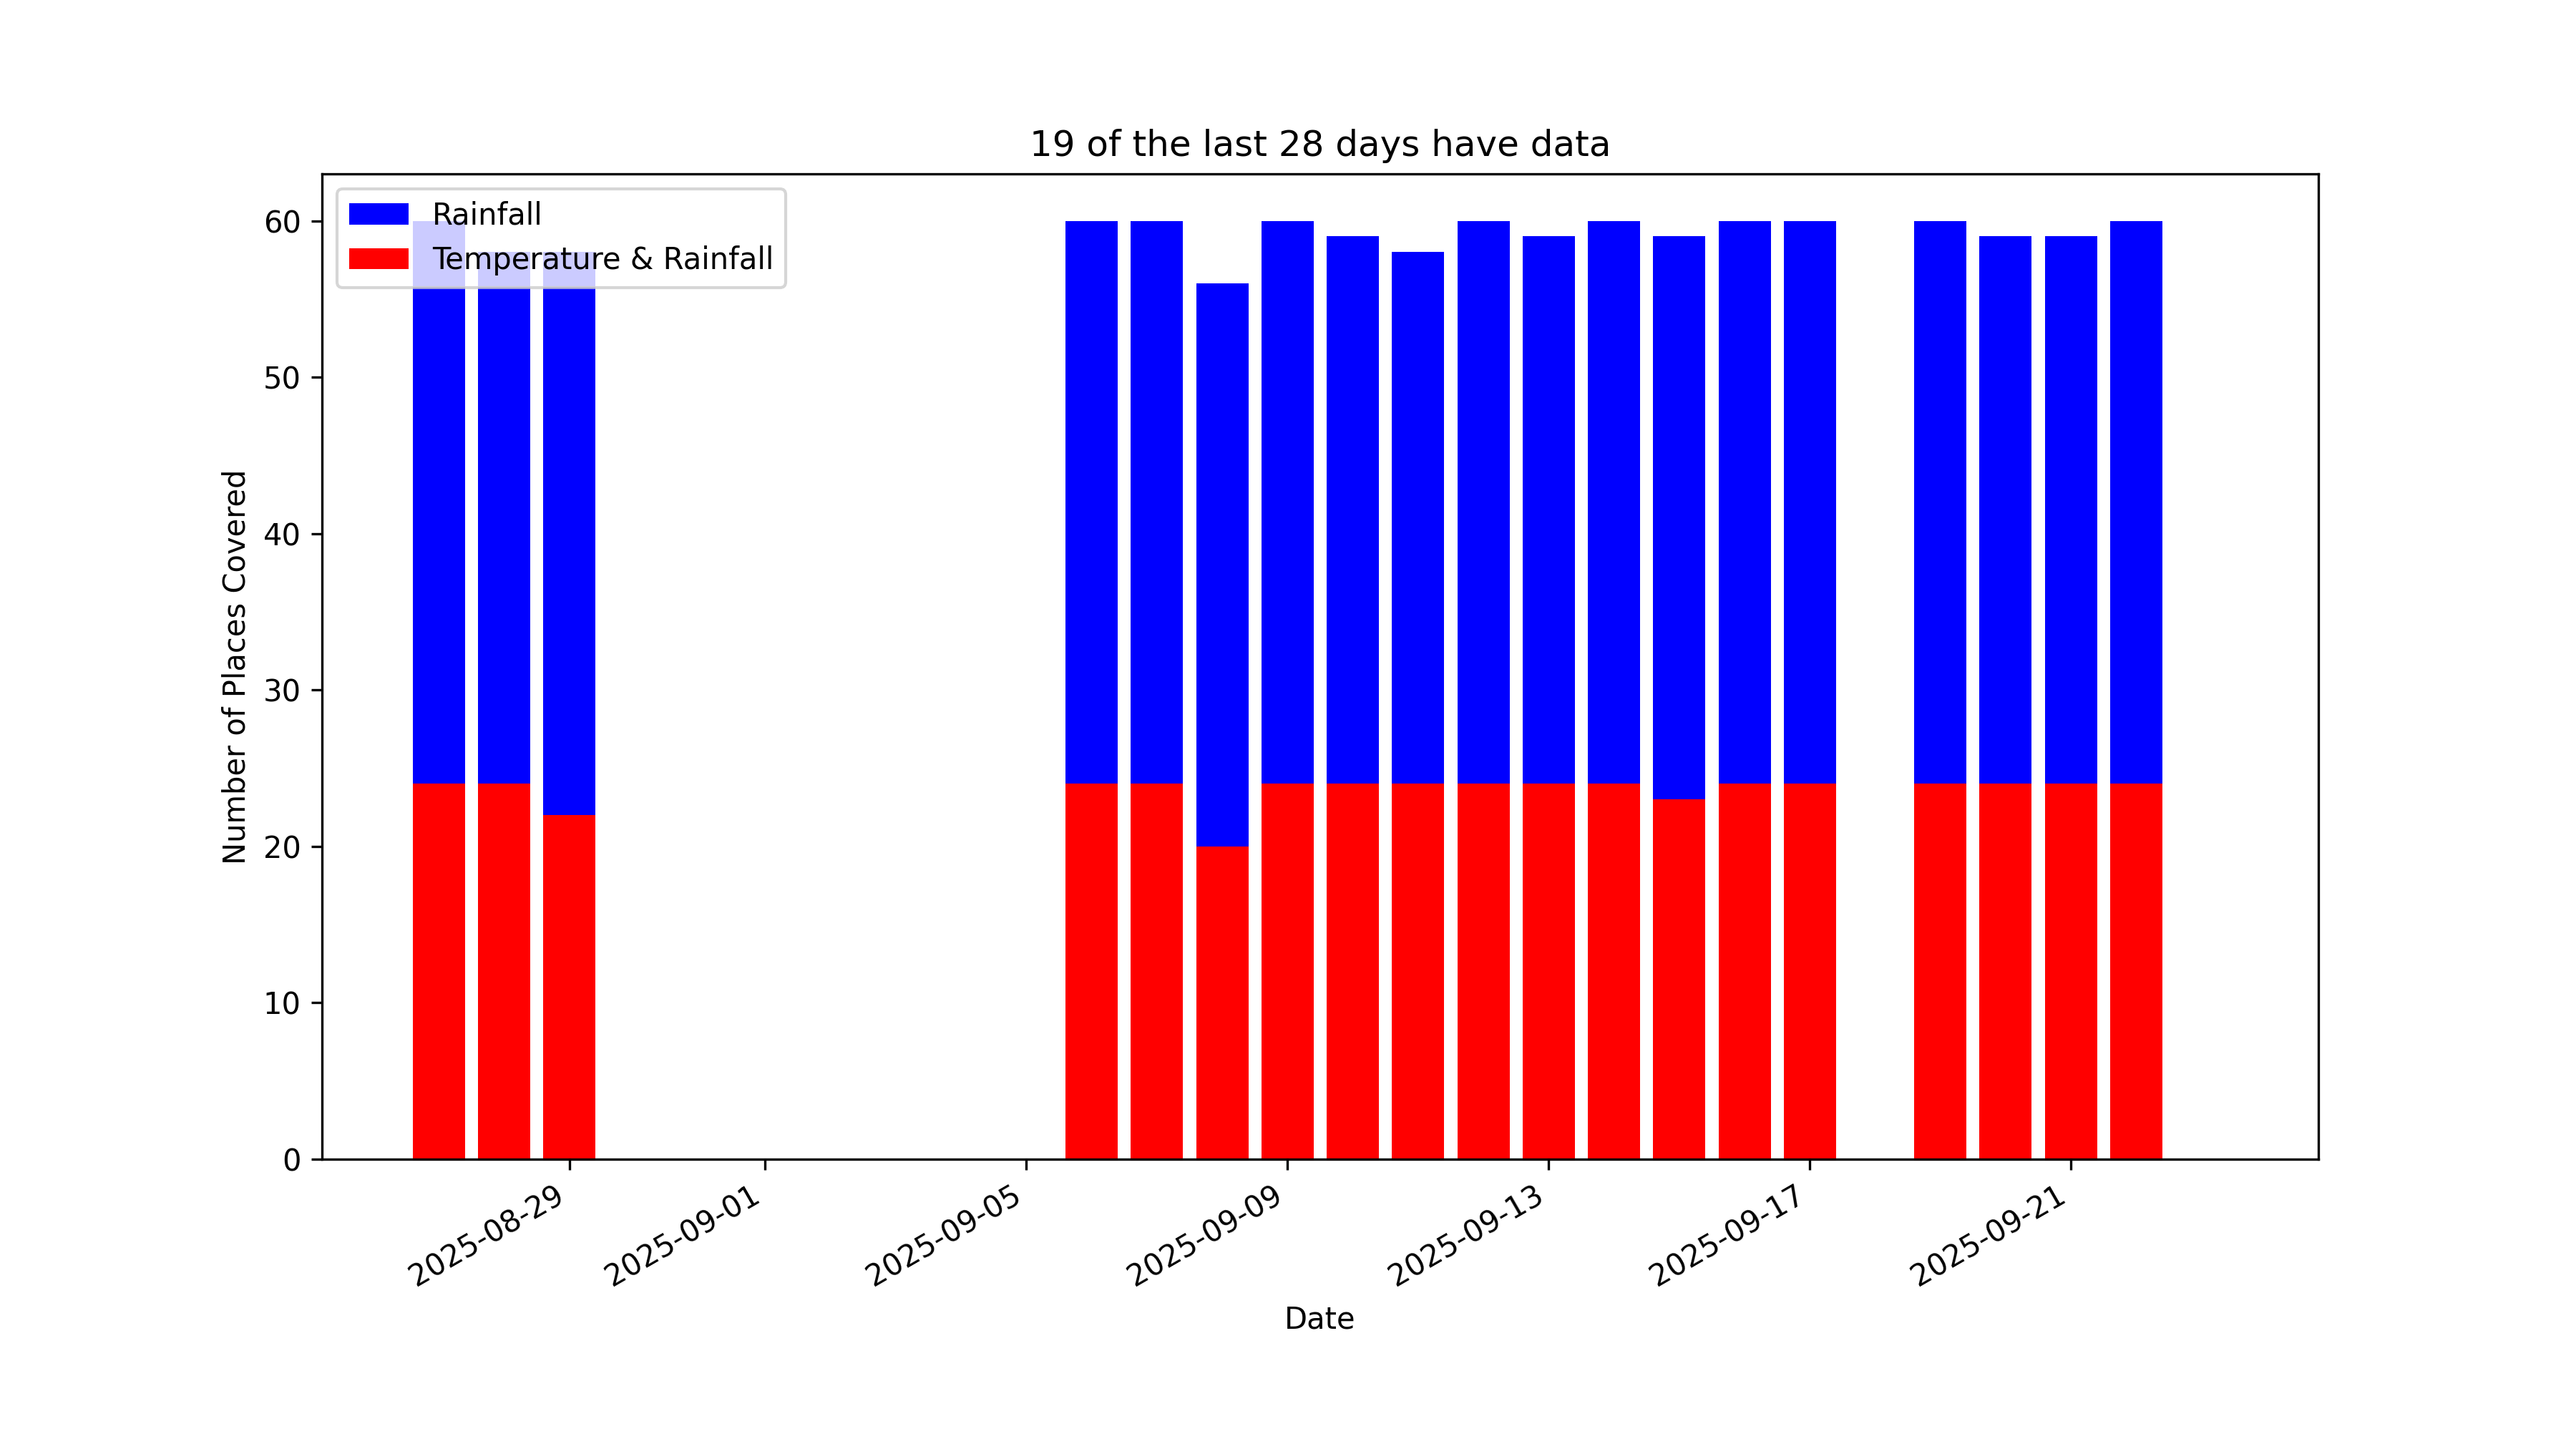 19 of the last 28 days have data
Rainfall
Temperature & Rainfall
Number of Places Covered
60
50
40
30
20
10
0
2025-08-29
2025-09-01
2025-09-05
2025-09-09
2025-09-13
2025-09-17
2025-09-21
Date